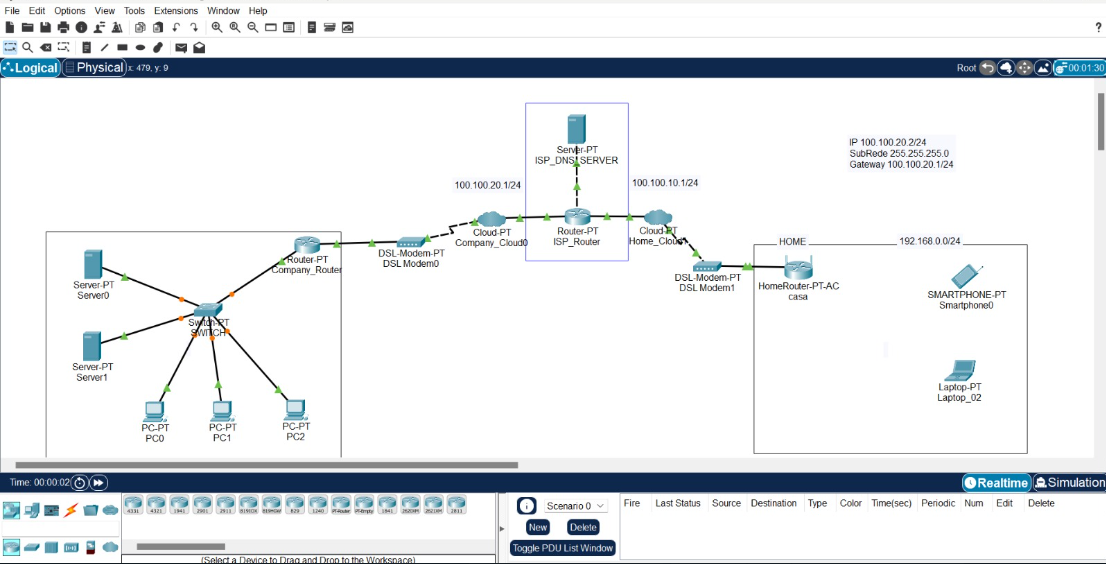 File Edit Options View Tools Extensions Window Help
?
Logical Physical x: 479, y: 9 Root 00:01:30
Server-PT
ISP_DNS SERVER
IP 100.100.20.2/24
SubRede 255.255.255.0
Gateway 100.100.20.1/24
100.100.20.1/24
100.100.10.1/24
Cloud-PT
Company_Cloud0
Router-PT
ISP_Router
Cloud-PT
Home_Cloud
Router-PT
Company_Router
DSL-Modem-PT
DSL Modem0
HOME
192.168.0.0/24
DSL-Modem-PT
DSL Modem1
HomeRouter-PT-AC
casa
SMARTPHONE-PT
Smartphone0
Server-PT
Server0
Switch-PT
SWITCH
Server-PT
Server1
Laptop-PT
Laptop_02
PC-PT
PC0
PC-PT
PC1
PC-PT
PC2
Time: 00:00:02 Realtime Simulation
4331 4321 1941 2901 2911 819HGW 829 1240 PT-Router PT-Empty 1841 2620XM 2621XM 2811
Scenario 0
New Delete
Toggle PDU List Window
Fire Last Status Source Destination Type Color Time(sec) Periodic Num Edit Delete
(Select a Device to Drag and Drop to the Workspace)